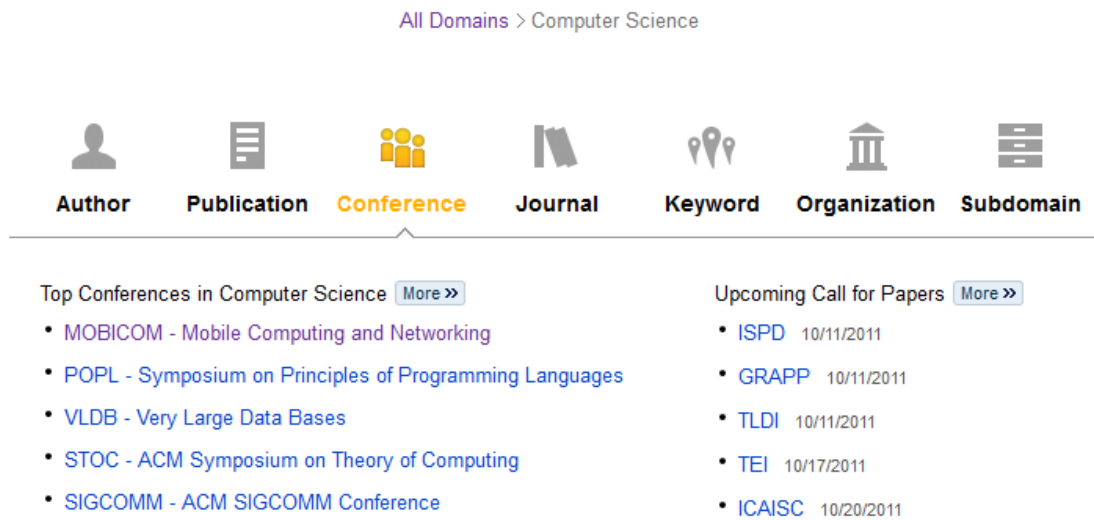 All Domains > Computer Science
Author Publication Conference Journal Keyword Organization Subdomain
Top Conferences in Computer Science More »
• MOBICOM - Mobile Computing and Networking
• POPL - Symposium on Principles of Programming Languages
• VLDB - Very Large Data Bases
• STOC - ACM Symposium on Theory of Computing
• SIGCOMM - ACM SIGCOMM Conference
Upcoming Call for Papers More »
• ISPD 10/11/2011
• GRAPP 10/11/2011
• TLDI 10/11/2011
• TEI 10/17/2011
• ICAISC 10/20/2011